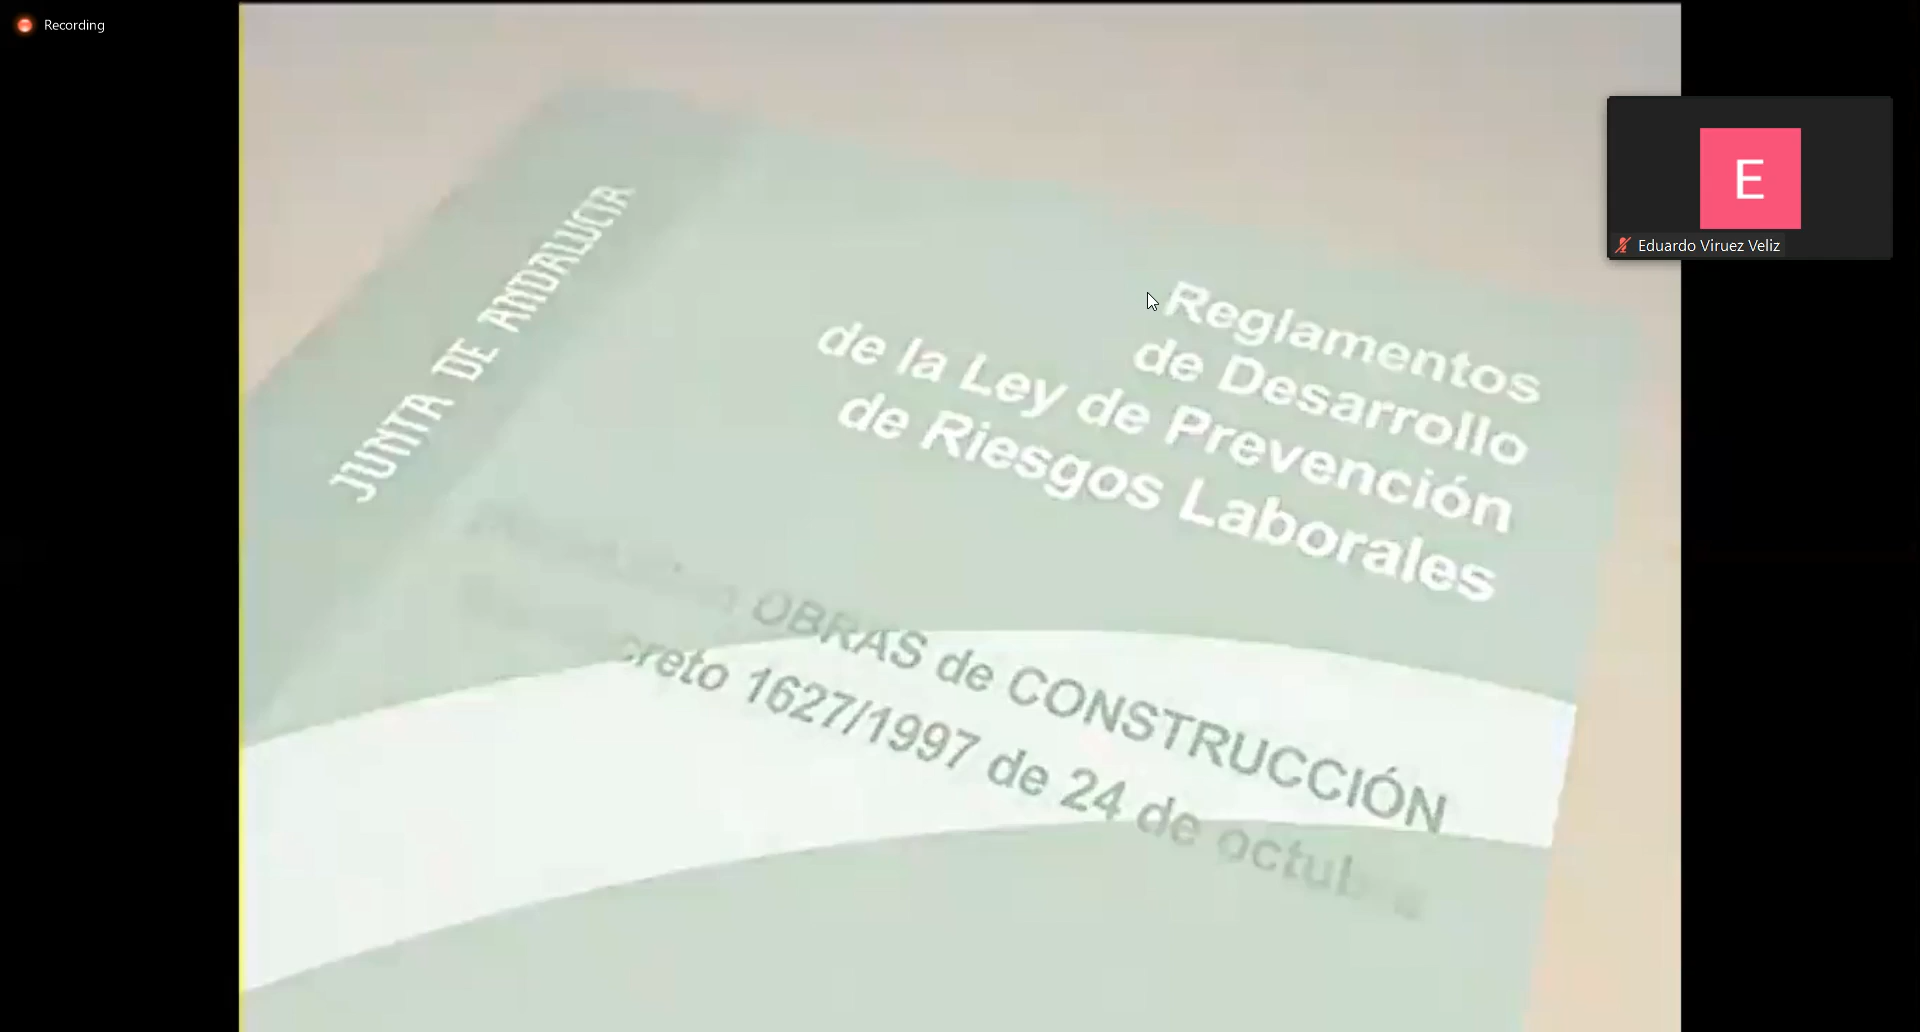 Recording
JUNTA DE ANDALUCIA
Reglamentos
de Desarrollo
de la Ley de Prevención
de Riesgos Laborales
OBRAS de CONSTRUCCIÓN
1627/1997 de 24 de octubre
E
Eduardo Viruez Veliz